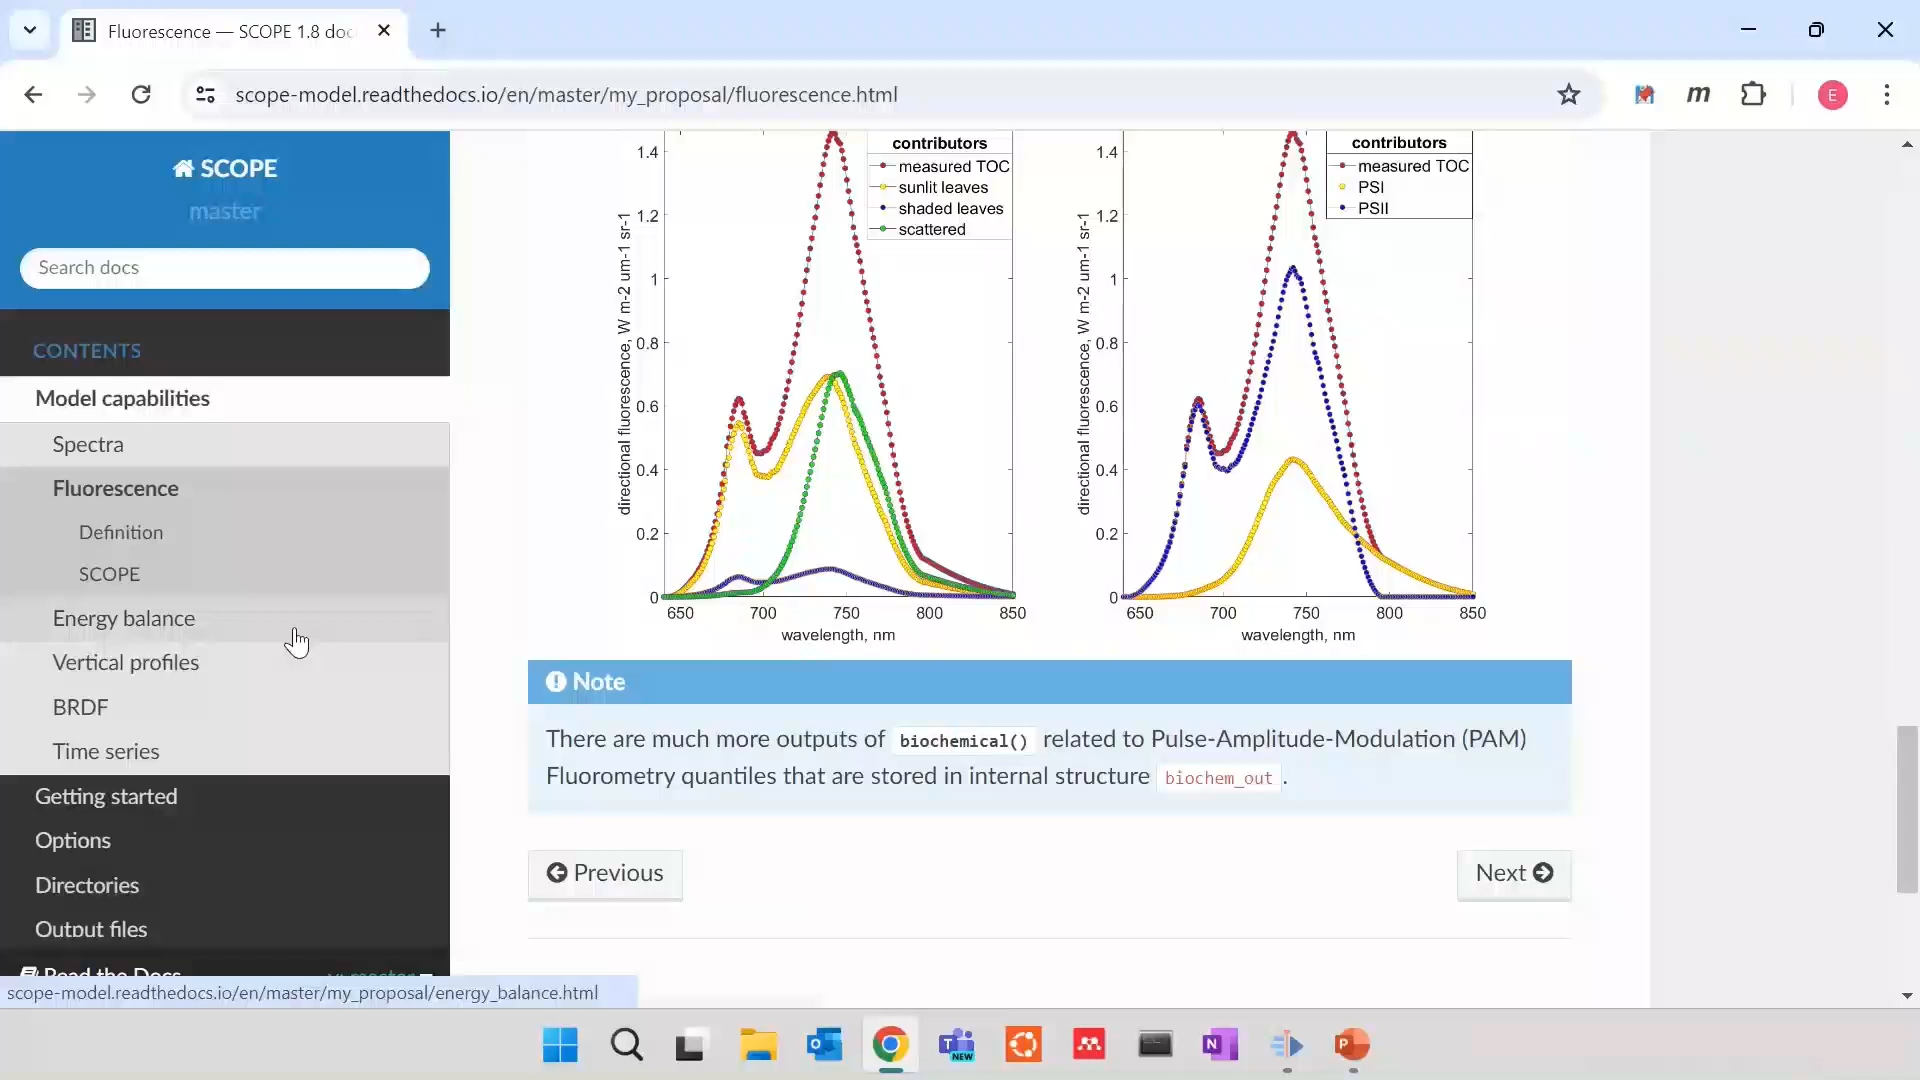 Fluorescence — SCOPE 1.8 doc
scope-model.readthedocs.io/en/master/my_proposal/fluorescence.html
m
E
SCOPE
master
Search docs
CONTENTS
Model capabilities
Spectra
Fluorescence
Definition
SCOPE
Energy balance
Vertical profiles
BRDF
Time series
Getting started
Options
Directories
Output files
Read the Docs
v: master
scope-model.readthedocs.io/en/master/my_proposal/energy_balance.html
contributors
measured TOC
sunlit leaves
shaded leaves
scattered
directional fluorescence, W m-2 um-1 sr-1
1.4
1.2
1
0.8
0.6
0.4
0.2
0
650 700 750 800 850
wavelength, nm
contributors
measured TOC
PSI
PSII
directional fluorescence, W m-2 um-1 sr-1
1.4
1.2
1
0.8
0.6
0.4
0.2
0
650 700 750 800 850
wavelength, nm
Note
There are much more outputs of biochemical() related to Pulse-Amplitude-Modulation (PAM)
Fluorometry quantiles that are stored in internal structure biochem_out .
Previous
Next
NEW